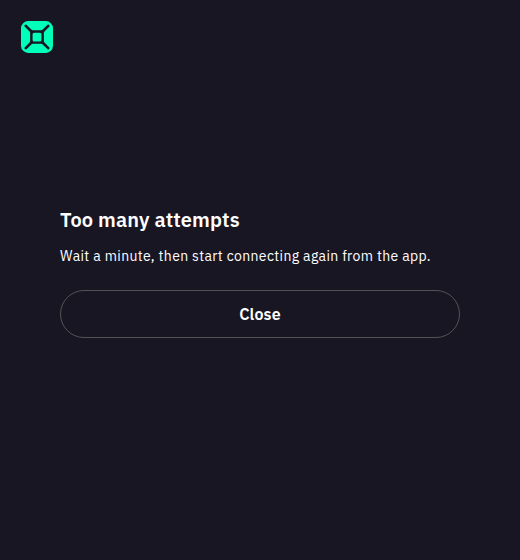 Too many attempts
Wait a minute, then start connecting again from the app.
Close